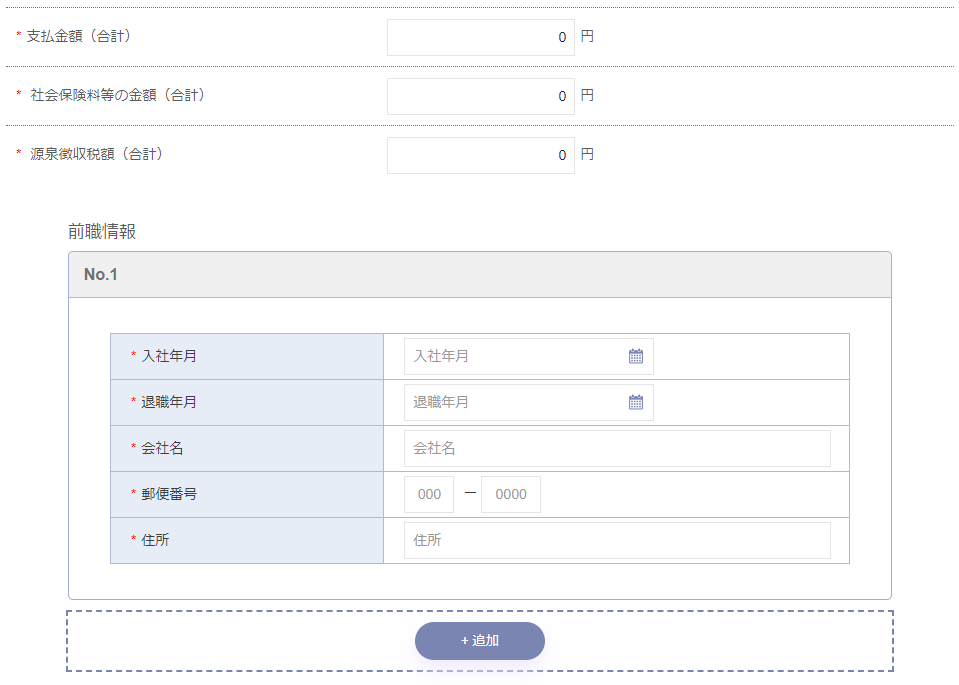 * 支払金額（合計） 0 円
* 社会保険料等の金額（合計） 0 円
* 源泉徴収税額（合計） 0 円
前職情報
No.1
* 入社年月 入社年月
* 退職年月 退職年月
* 会社名 会社名
* 郵便番号 000 ー 0000
* 住所 住所
+ 追加